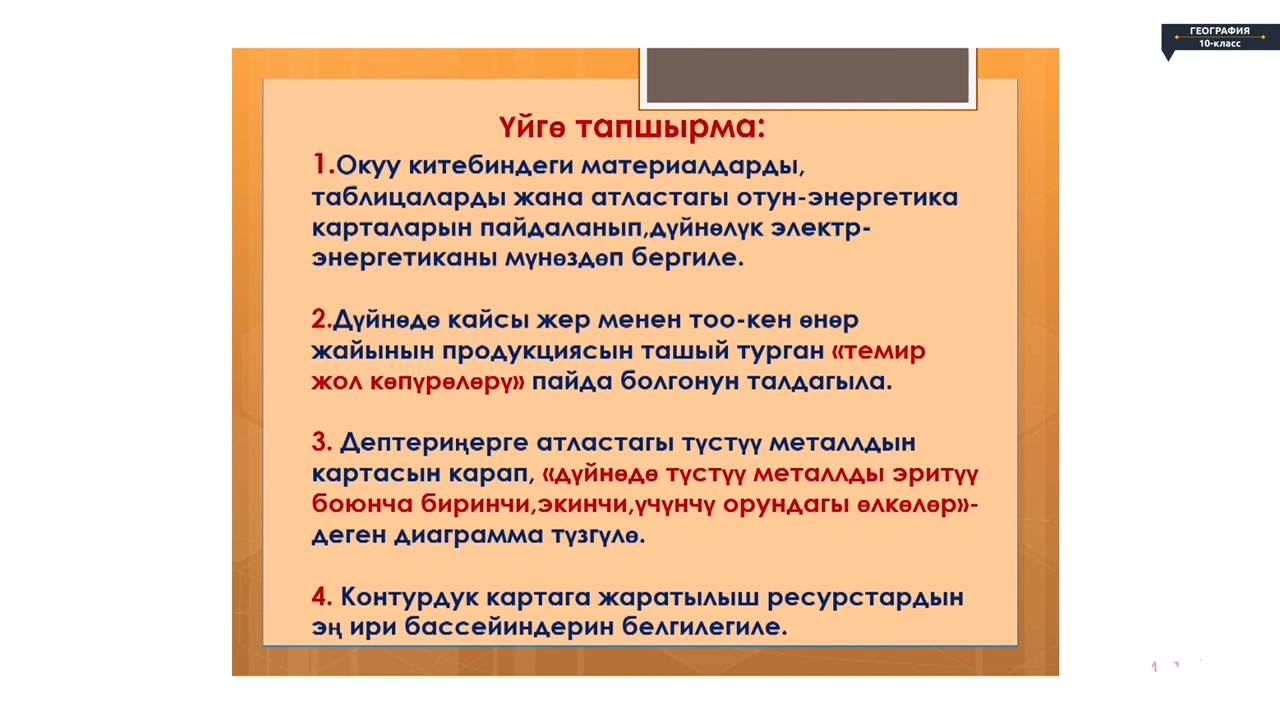 ГЕОГРАФИЯ
10-класс
Үйгө тапшырма:
1.Окуу китебиндеги материалдарды,
таблицаларды жана атластагы отун-энергетика
карталарын пайдаланып,дүйнөлүк электр-
энергетиканы мүнөздөп бергиле.
2.Дүйнөдө кайсы жер менен тоо-кен өнөр
жайынын продукциясын ташый турган «темир
жол көпүрөлөрү» пайда болгонун талдагыла.
3. Дептериңерге атластагы түстүү металлдын
картасын карап, «дүйнөдө түстүү металлды эритүү
боюнча биринчи,экинчи,үчүнчү орундагы өлкөлөр»-
деген диаграмма түзгүлө.
4. Контурдук картага жаратылыш ресурстардын
эң ири бассейиндерин белгилегиле.